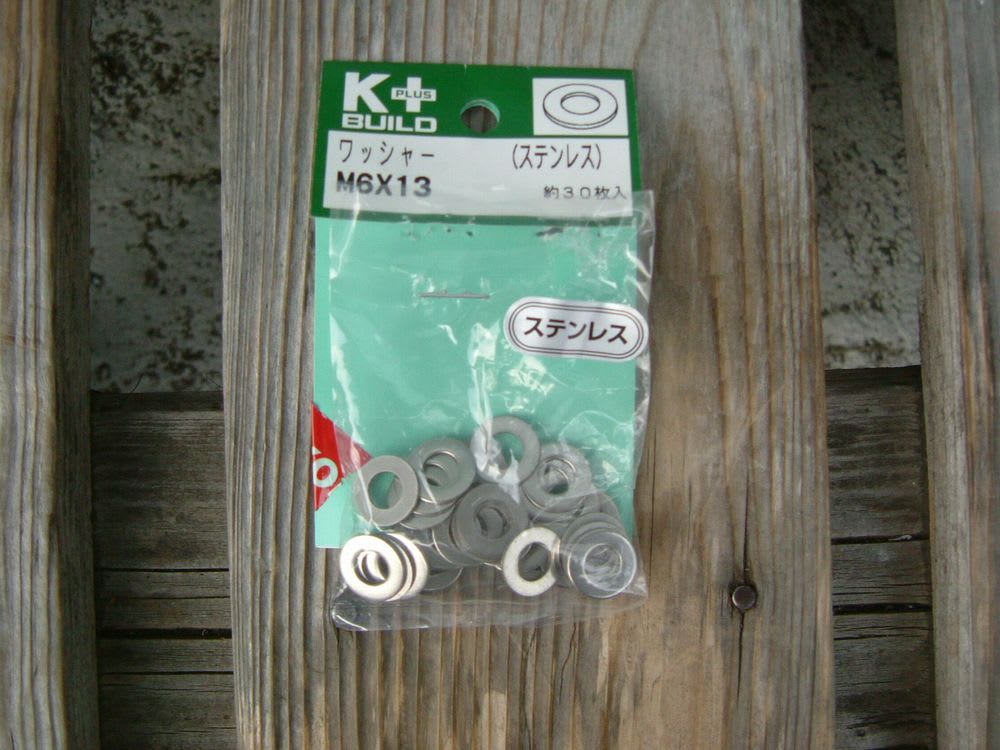 K+
PLUS
BUILD
ワッシャー (ステンレス)
M6X13 約30枚入
ステンレス